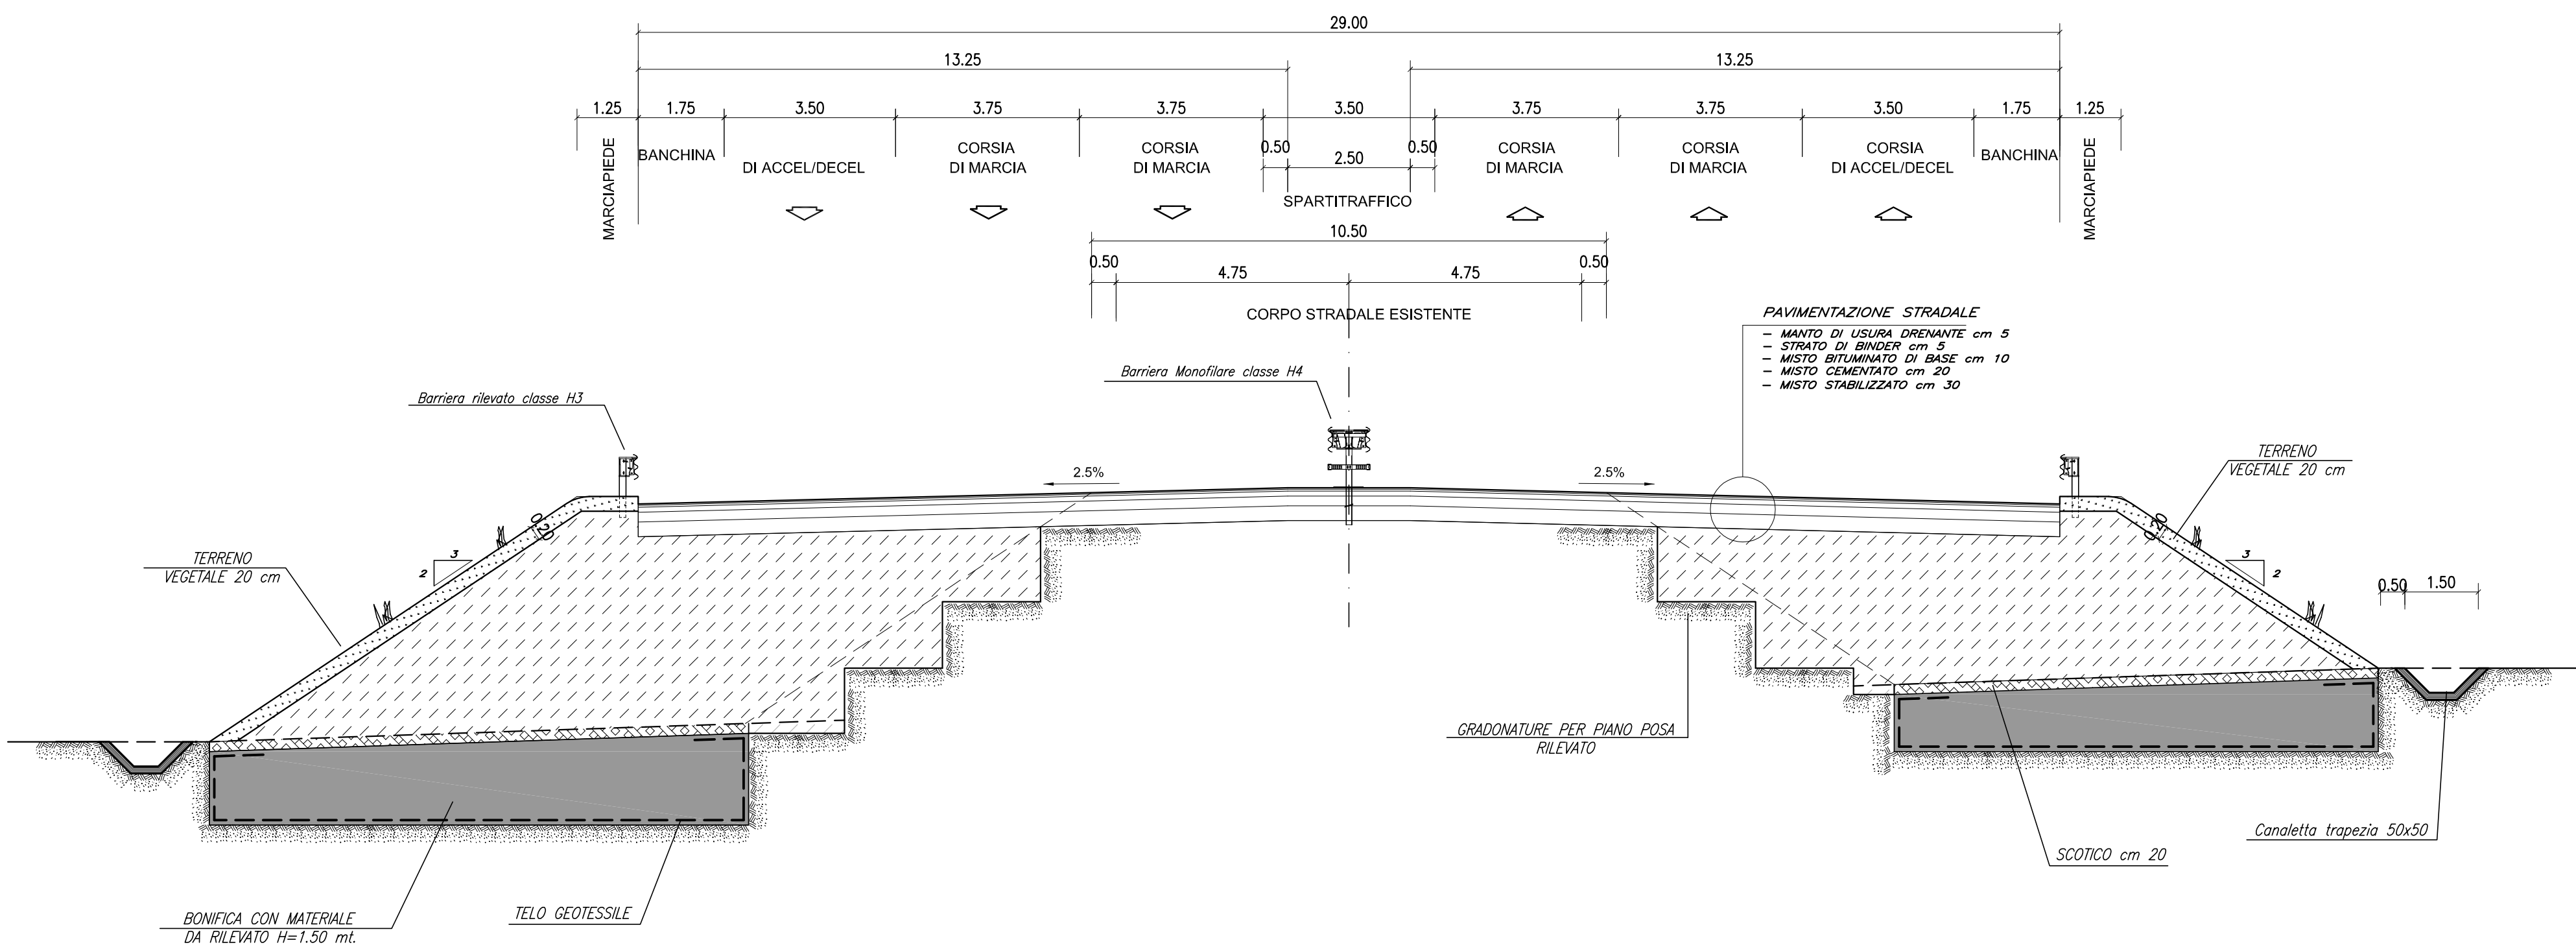 29.00
13.25
13.25
1.25
1.75
3.50
3.75
3.75
3.50
3.75
3.75
3.50
1.75
1.25
MARCIAPIEDE
BANCHINA
DI ACCEL/DECEL
CORSIA
DI MARCIA
CORSIA
DI MARCIA
0.50
2.50
0.50
SPARTITRAFFICO
CORSIA
DI MARCIA
CORSIA
DI MARCIA
CORSIA
DI ACCEL/DECEL
BANCHINA
MARCIAPIEDE
10.50
0.50
4.75
4.75
0.50
CORPO STRADALE ESISTENTE
PAVIMENTAZIONE STRADALE
- MANTO DI USURA DRENANTE cm 5
- STRATO DI BINDER cm 5
- MISTO BITUMINATO DI BASE cm 10
- MISTO CEMENTATO cm 20
- MISTO STABILIZZATO cm 30
Barriera Monofilare classe H4
Barriera rilevato classe H3
2.5%
2.5%
TERRENO
VEGETALE 20 cm
0.20
0.20
3
2
3
2
TERRENO
VEGETALE 20 cm
0.50
1.50
GRADONATURE PER PIANO POSA
RILEVATO
Canaletta trapezia 50x50
SCOTICO cm 20
TELO GEOTESSILE
BONIFICA CON MATERIALE
DA RILEVATO H=1.50 mt.